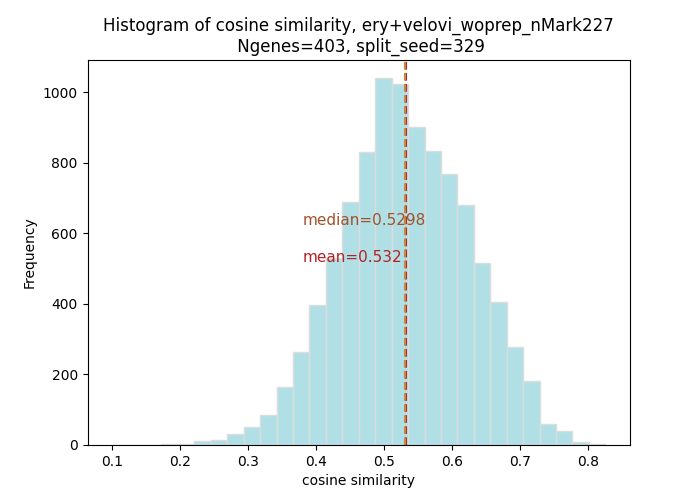 Histogram of cosine similarity, ery+velovi_woprep_nMark227
Ngenes=403, split_seed=329
1000
800
600
400
200
0
Frequency
median=0.5298
mean=0.532
0.1 0.2 0.3 0.4 0.5 0.6 0.7 0.8
cosine similarity